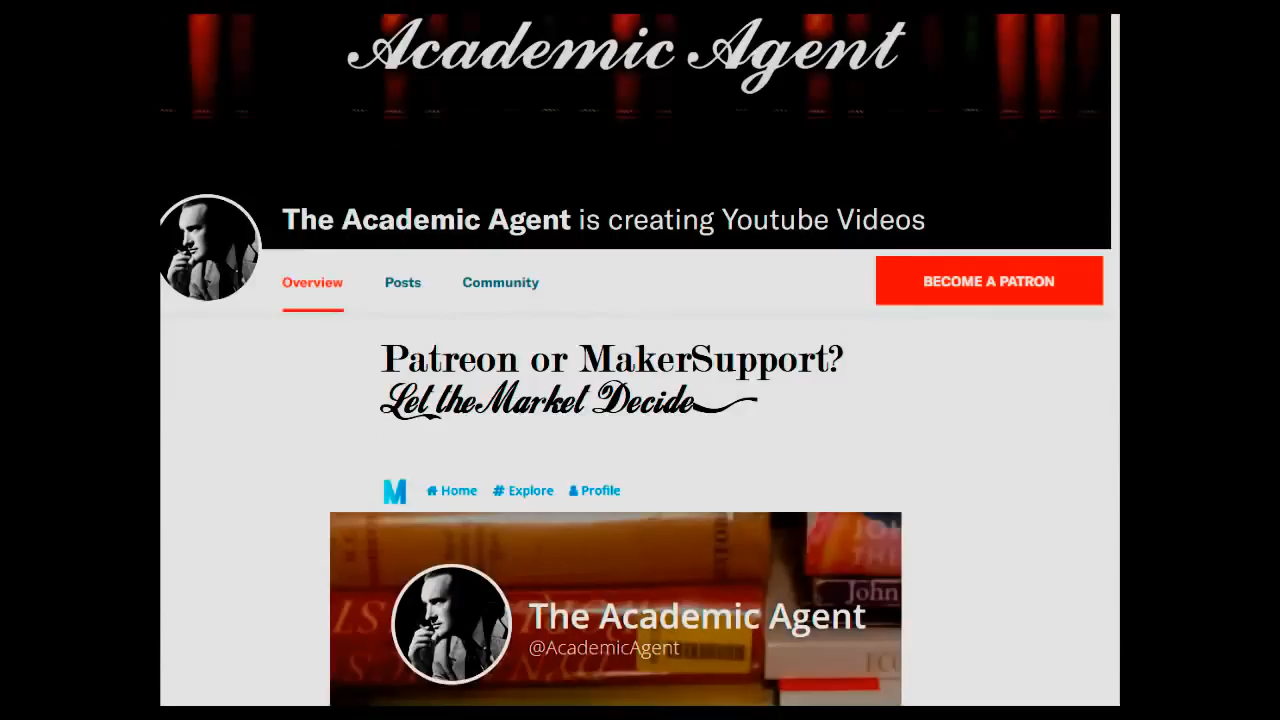 Academic Agent
The Academic Agent is creating Youtube Videos
Overview Posts Community BECOME A PATRON
Patreon or MakerSupport?
Let the Market Decide
M Home # Explore Profile
The Academic Agent
@AcademicAgent
John